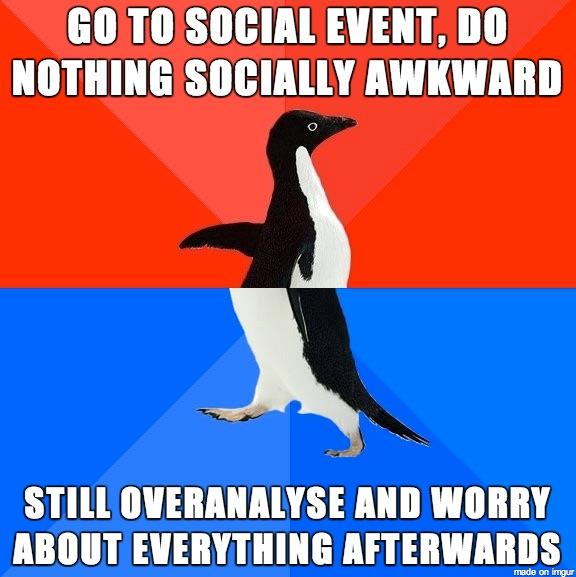 GO TO SOCIAL EVENT, DO
NOTHING SOCIALLY AWKWARD
STILL OVERANALYSE AND WORRY
ABOUT EVERYTHING AFTERWARDS
made on imgur